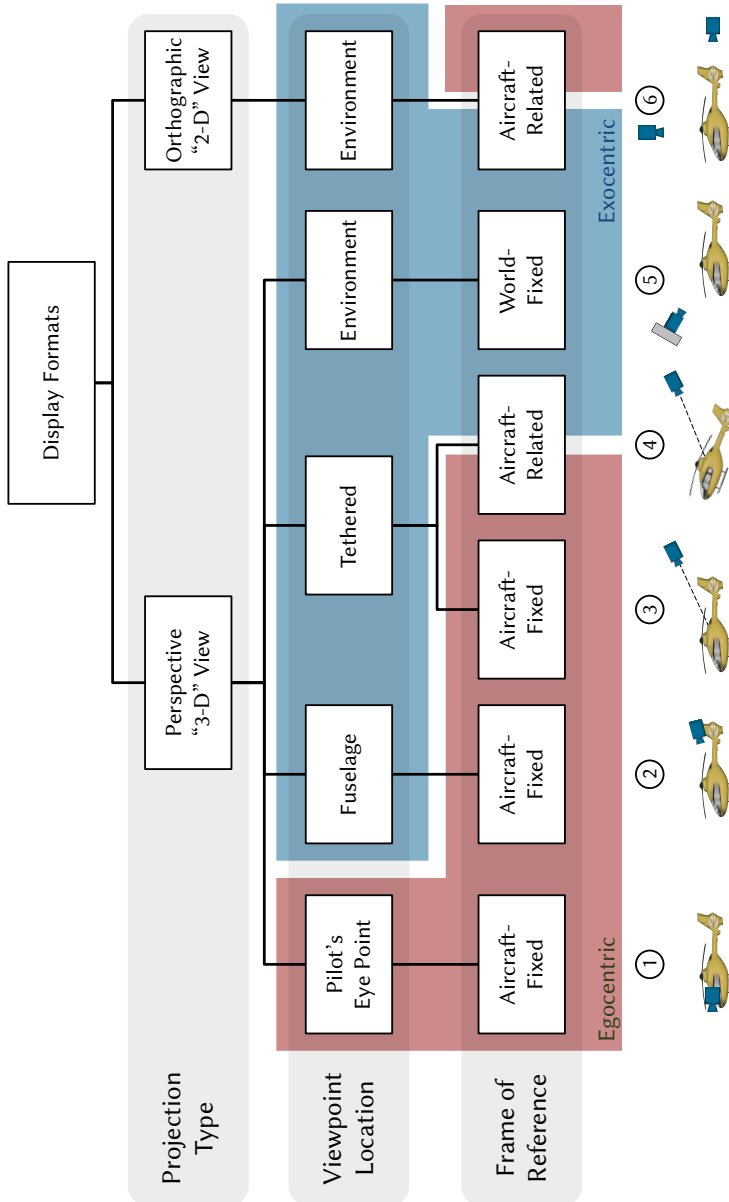 Display Formats
Projection
Type
Perspective
“3-D” View
Orthographic
“2-D” View
Viewpoint
Location
Pilot's
Eye Point
Fuselage
Tethered
Environment
Environment
Frame of
Reference
Aircraft-
Fixed
Aircraft-
Fixed
Aircraft-
Fixed
Aircraft-
Related
World-
Fixed
Aircraft-
Related
Egocentric
Exocentric
1
2
3
4
5
6